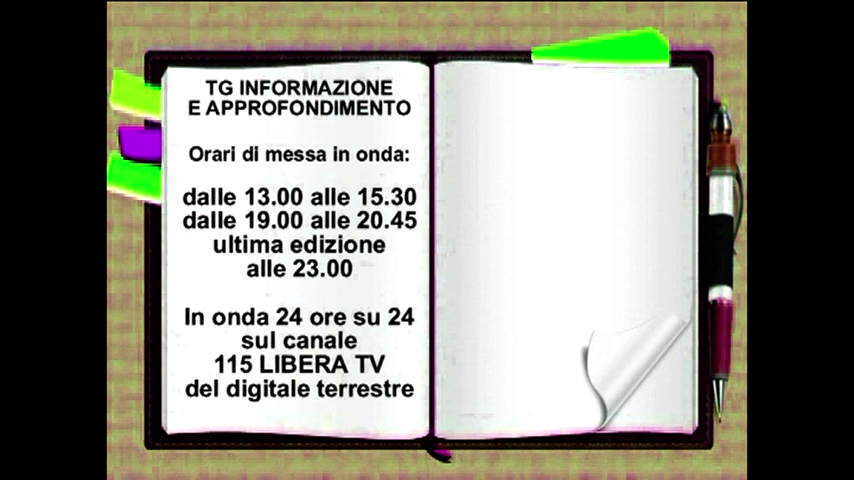 TG INFORMAZIONE
E APPROFONDIMENTO
Orari di messa in onda:
dalle 13.00 alle 15.30
dalle 19.00 alle 20.45
ultima edizione
alle 23.00
In onda 24 ore su 24
sul canale
115 LIBERA TV
del digitale terrestre